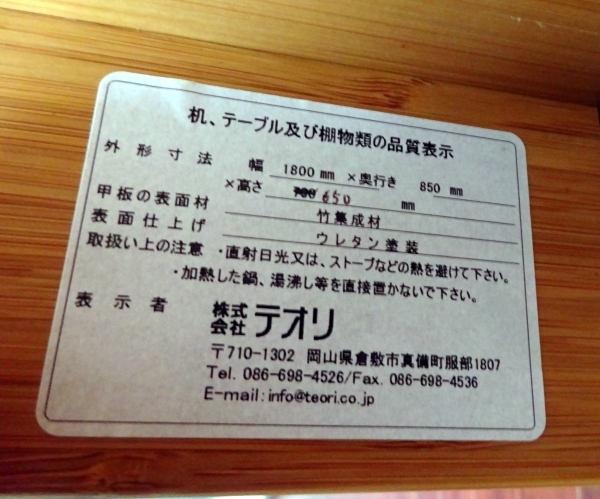 机、テーブル及び棚物類の品質表示
外形寸法 幅 1800 mm ×奥行き 850 mm
×高さ 700 650 mm
甲板の表面材 竹集成材
表面仕上げ ウレタン塗装
取扱い上の注意 ・直射日光又は、ストーブなどの熱を避けて下さい。
・加熱した鍋、湯沸し等を直接置かないで下さい。
表示者 株式会社 テオリ
〒710-1302 岡山県倉敷市真備町服部1807
Tel. 086-698-4526/Fax. 086-698-4536
E-mail:info@teori.co.jp